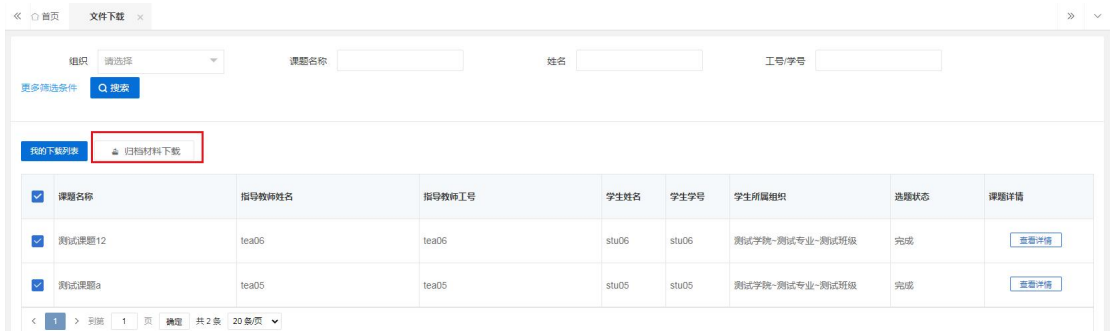 首页 文件下载
组织 请选择 课题名称 姓名 工号/学号
更多筛选条件 搜索
我的下载列表 归档材料下载
课题名称 指导教师姓名 指导教师工号 学生姓名 学生学号 学生所属组织 选题状态 课题详情
测试课题12 tea06 tea06 stu06 stu06 测试学院~测试专业~测试班级 完成 查看详情
测试课题a tea05 tea05 stu05 stu05 测试学院~测试专业~测试班级 完成 查看详情
1 到第 1 页 确定 共2条 20条/页